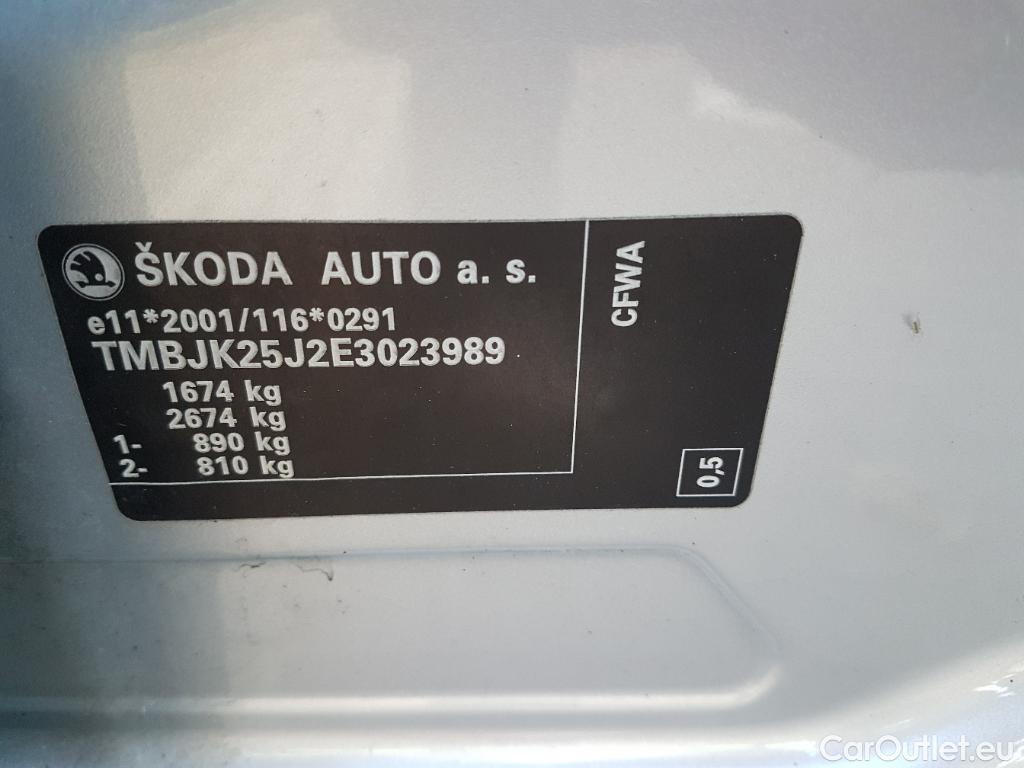 ŠKODA AUTO a. s.
e11*2001/116*0291
TMBJK25J2E3023989
1674 kg
2674 kg
1- 890 kg
2- 810 kg
CFWA
0,5
CarOutlet.eu